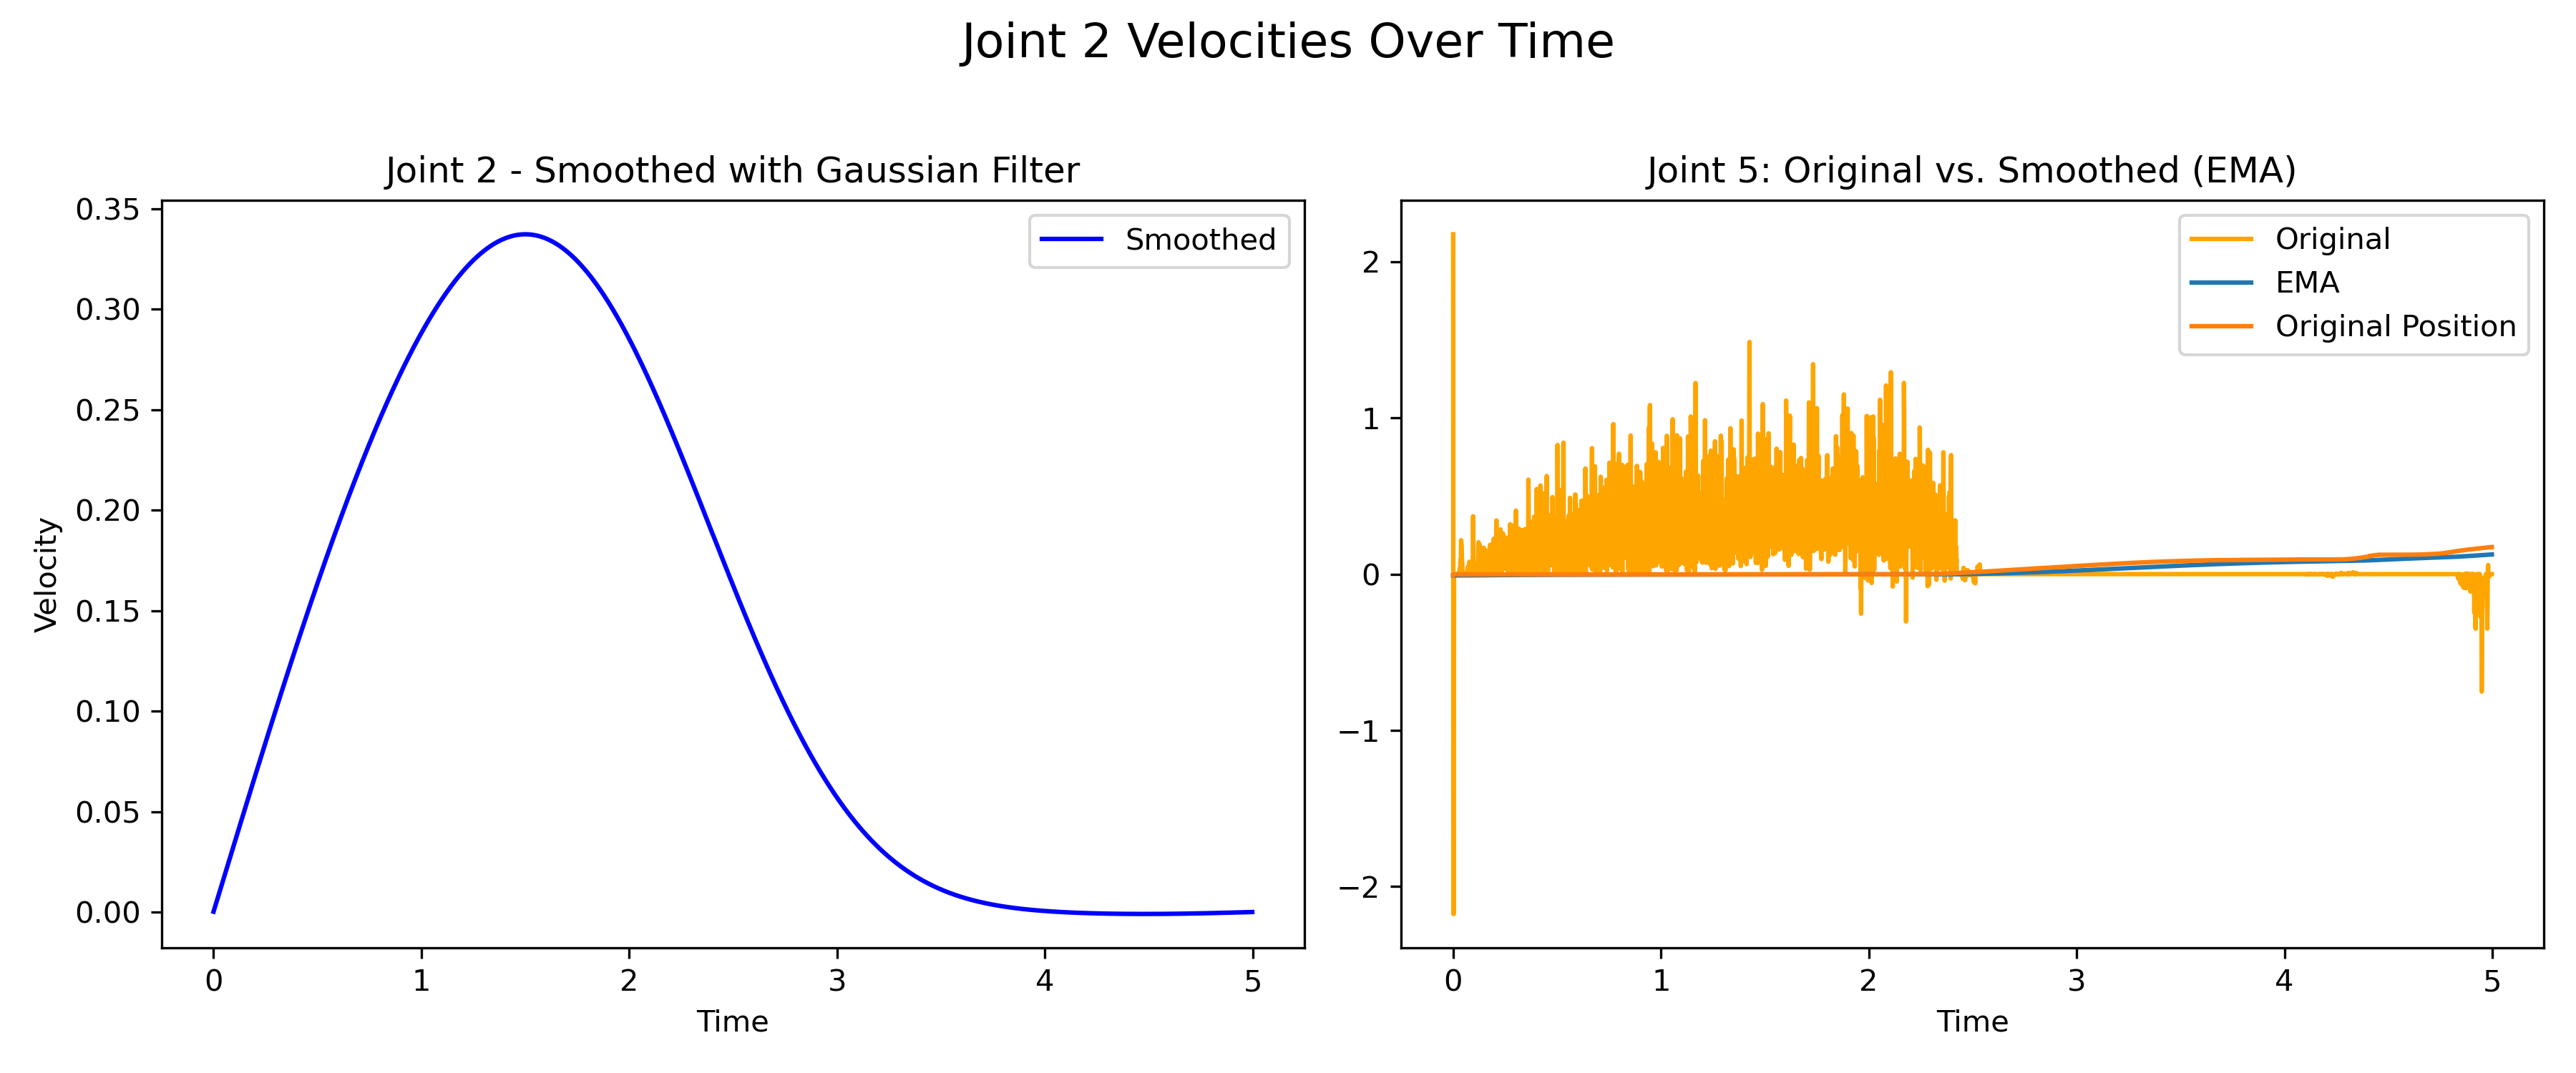 Joint 2 Velocities Over Time
Joint 2 - Smoothed with Gaussian Filter
Smoothed
0.35
0.30
0.25
0.20
0.15
0.10
0.05
0.00
Velocity
0 1 2 3 4 5
Time
Joint 5: Original vs. Smoothed (EMA)
Original
EMA
Original Position
2
1
0
−1
−2
0 1 2 3 4 5
Time